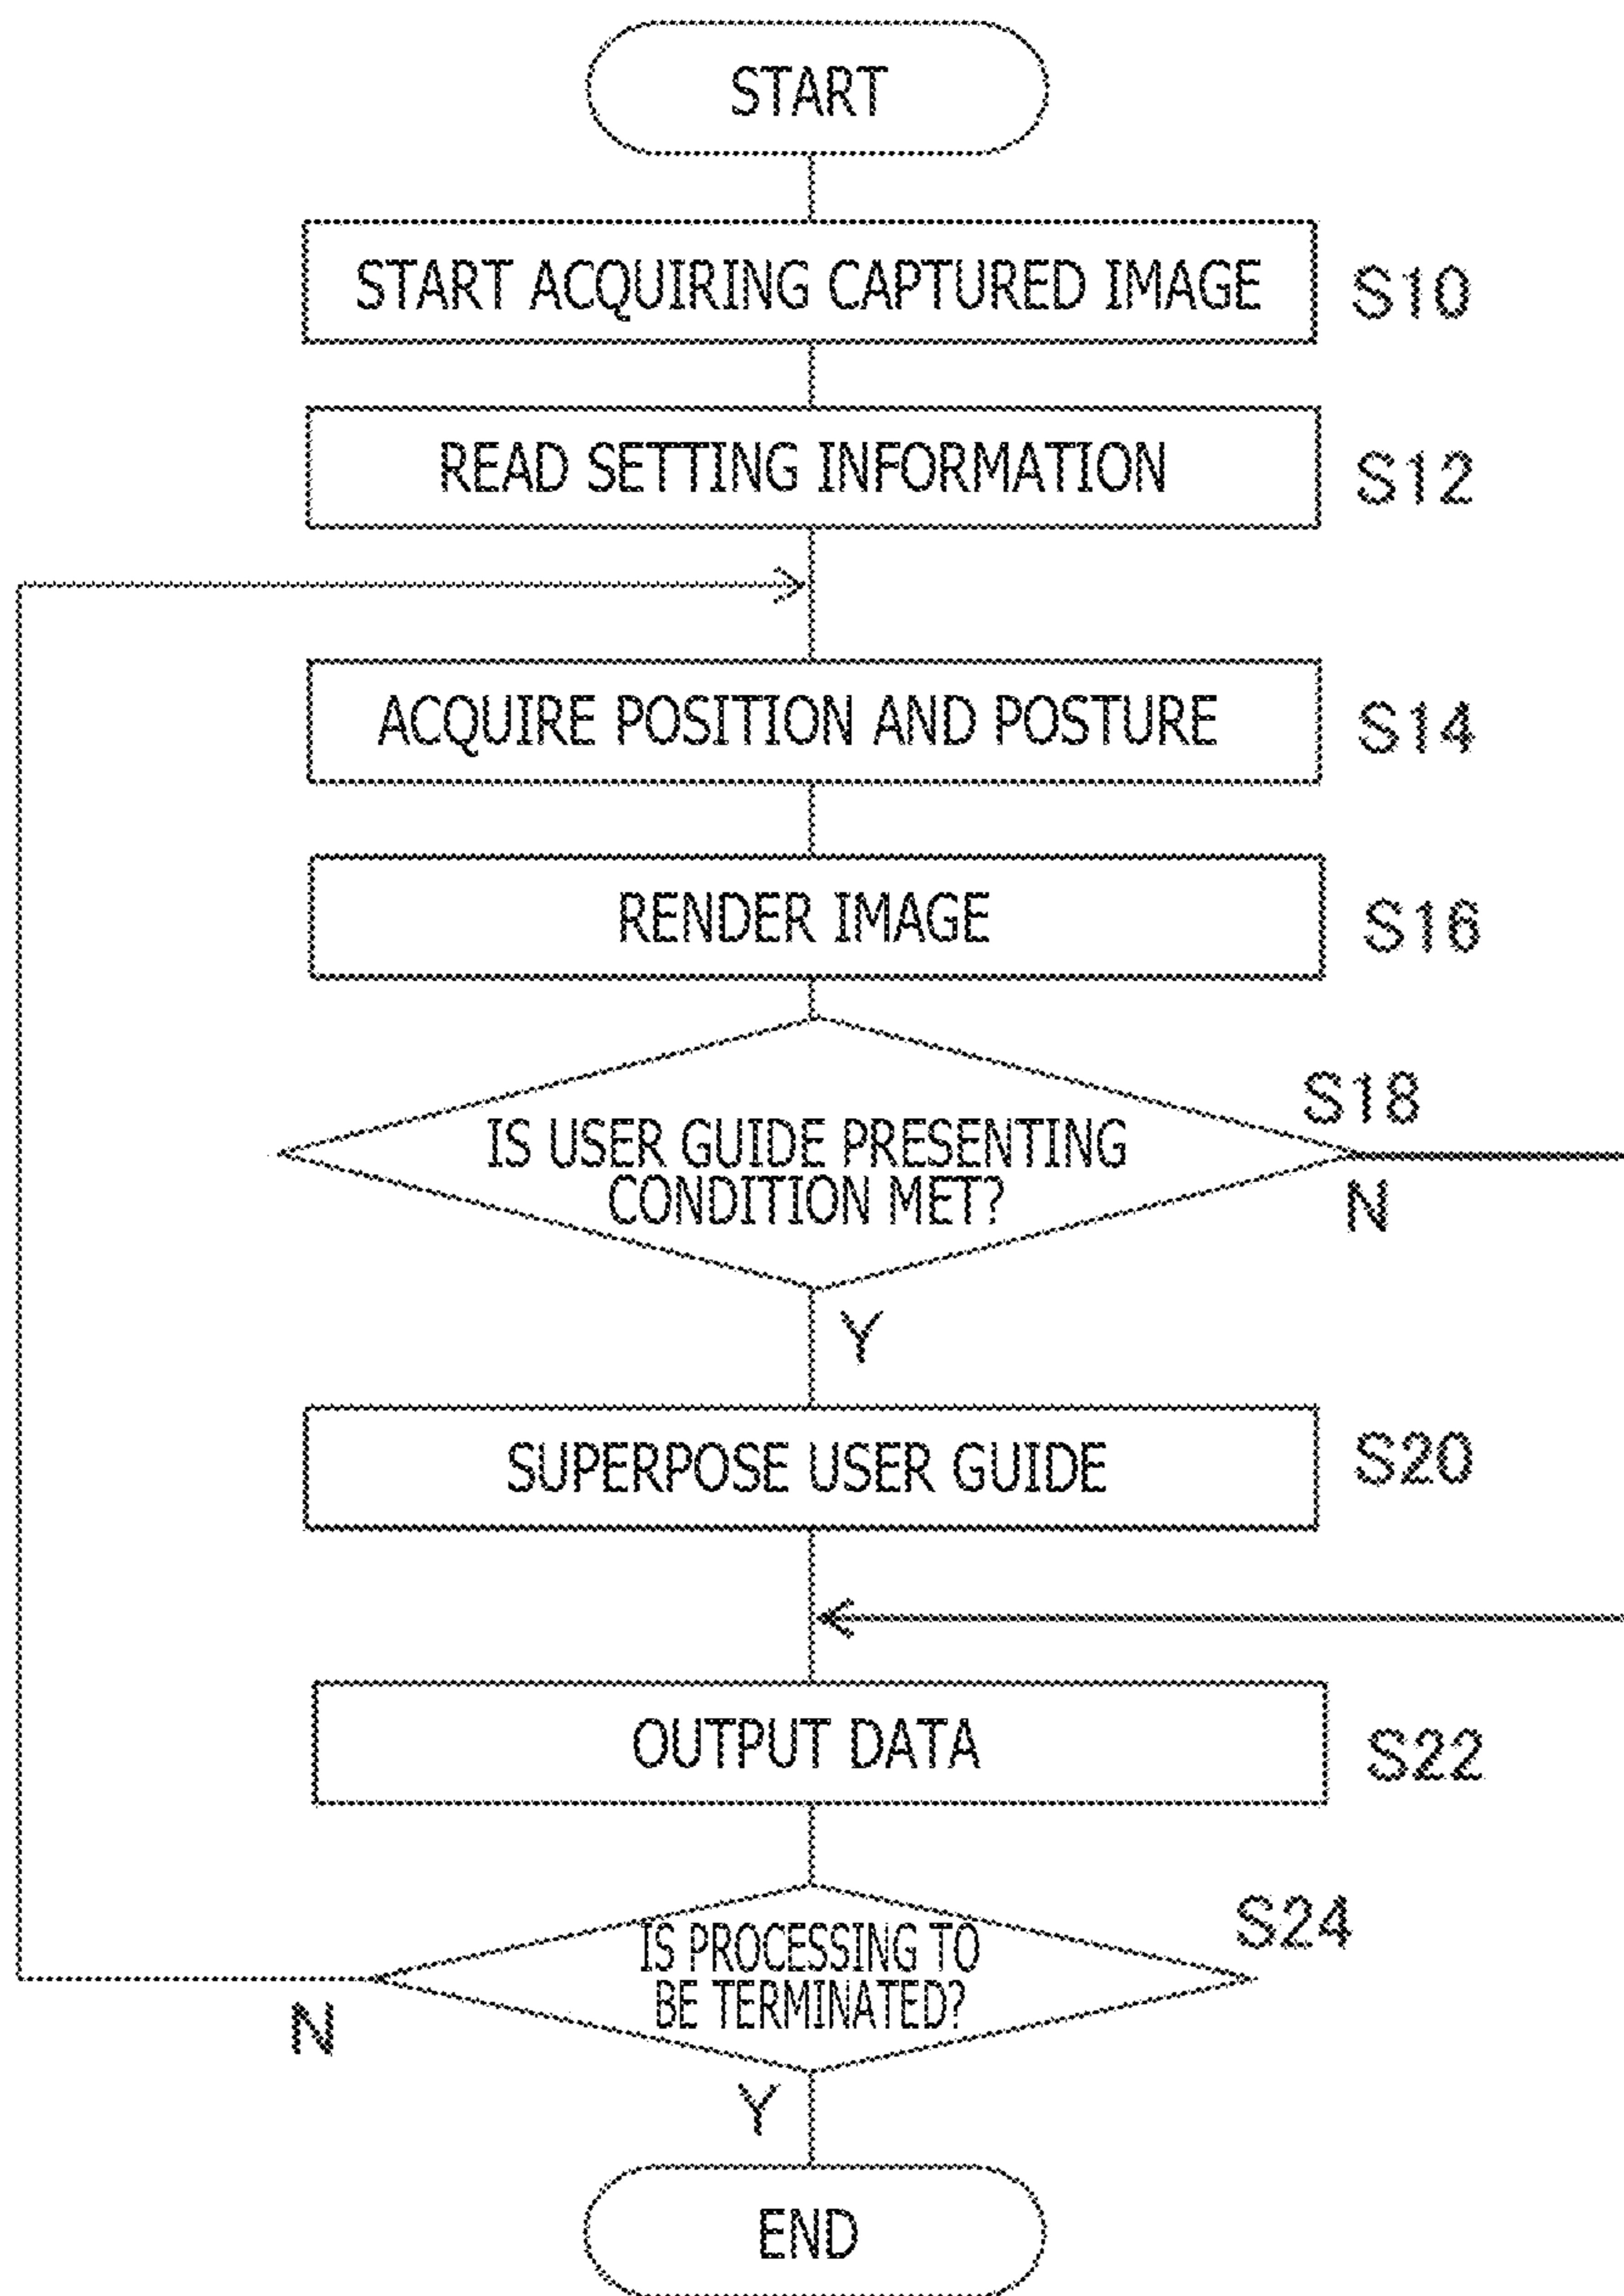 START
START ACQUIRING CAPTURED IMAGE
S10
READ SETTING INFORMATION
S12
ACQUIRE POSITION AND POSTURE
S14
RENDER IMAGE
S16
S18
IS USER GUIDE PRESENTING
CONDITION MET?
N
Y
SUPERPOSE USER GUIDE
S20
OUTPUT DATA
S22
S24
IS PROCESSING TO
BE TERMINATED?
N
Y
END